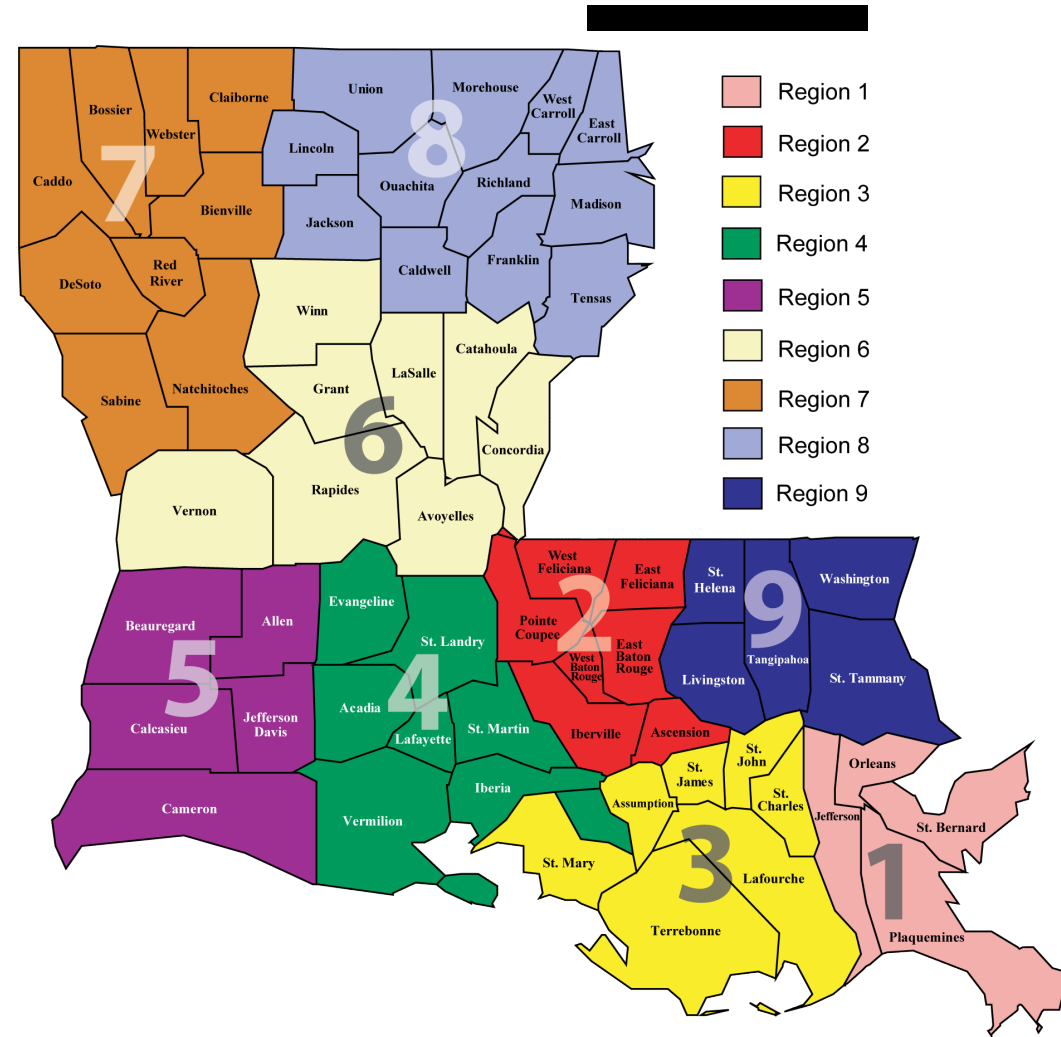 Region 1
Region 2
Region 3
Region 4
Region 5
Region 6
Region 7
Region 8
Region 9
Caddo
Bossier
Webster
Claiborne
7
Bienville
DeSoto
Red
River
Sabine
Natchitoches
Union
Morehouse
West
Carroll
East
Carroll
Lincoln
8
Ouachita
Richland
Madison
Jackson
Caldwell
Franklin
Tensas
Winn
Grant
LaSalle
Catahoula
6
Concordia
Rapides
Vernon
Avoyelles
Beauregard
Allen
5
Calcasieu
Jefferson
Davis
Cameron
Evangeline
St. Landry
4
Acadia
Lafayette
St. Martin
Iberia
Vermilion
West
Feliciana
East
Feliciana
2
Pointe
Coupee
West
Baton
Rouge
East
Baton
Rouge
Iberville
Ascension
St.
Helena
9
Washington
Tangipahoa
Livingston
St. Tammany
St.
James
St.
John
St.
Charles
Assumption
St. Mary
3
Lafourche
Terrebonne
Orleans
Jefferson
St. Bernard
1
Plaquemines